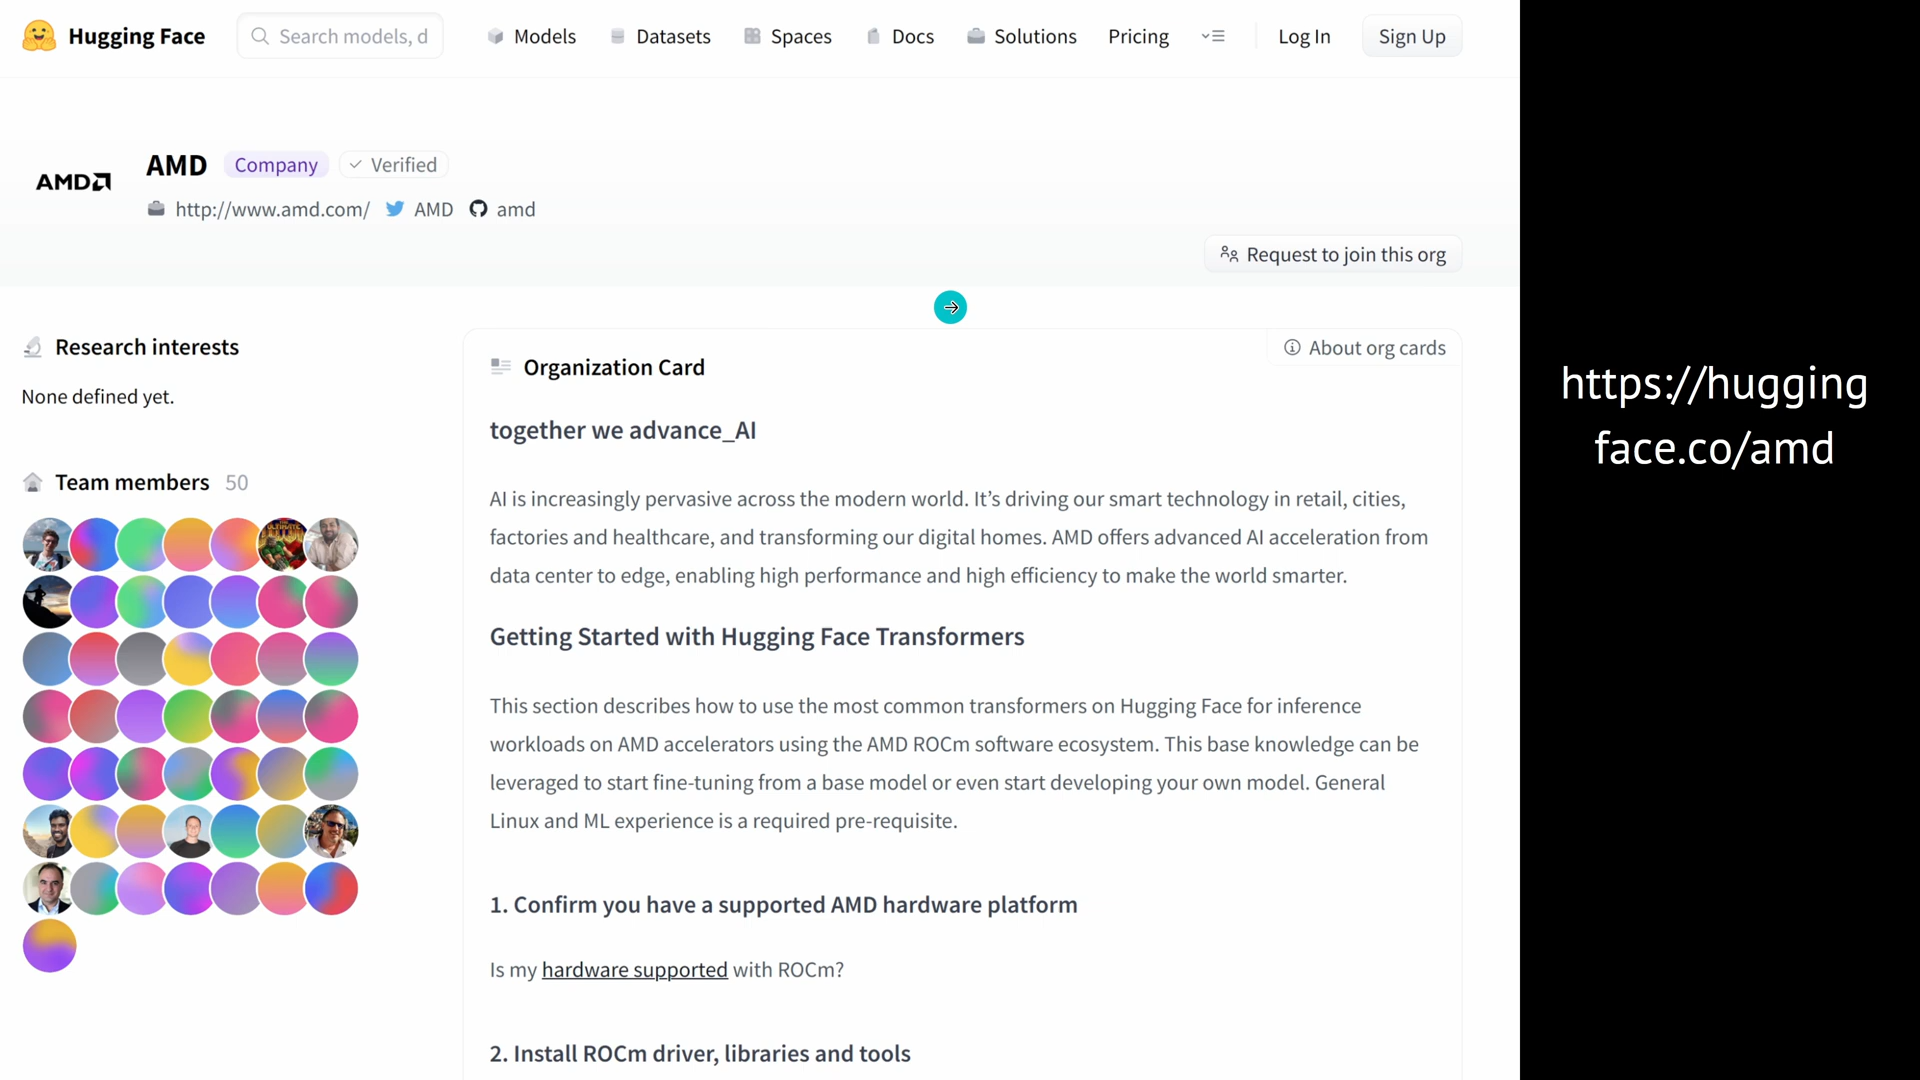 Hugging Face
Search models, d
Models
Datasets
Spaces
Docs
Solutions
Pricing
Log In
Sign Up
AMD
AMD
Company
Verified
http://www.amd.com/
AMD
amd
Request to join this org
Research interests
None defined yet.
Team members 50
About org cards
Organization Card
together we advance_AI
AI is increasingly pervasive across the modern world. It’s driving our smart technology in retail, cities,
factories and healthcare, and transforming our digital homes. AMD offers advanced AI acceleration from
data center to edge, enabling high performance and high efficiency to make the world smarter.
Getting Started with Hugging Face Transformers
This section describes how to use the most common transformers on Hugging Face for inference
workloads on AMD accelerators using the AMD ROCm software ecosystem. This base knowledge can be
leveraged to start fine-tuning from a base model or even start developing your own model. General
Linux and ML experience is a required pre-requisite.
1. Confirm you have a supported AMD hardware platform
Is my hardware supported with ROCm?
2. Install ROCm driver, libraries and tools
https://hugging
face.co/amd